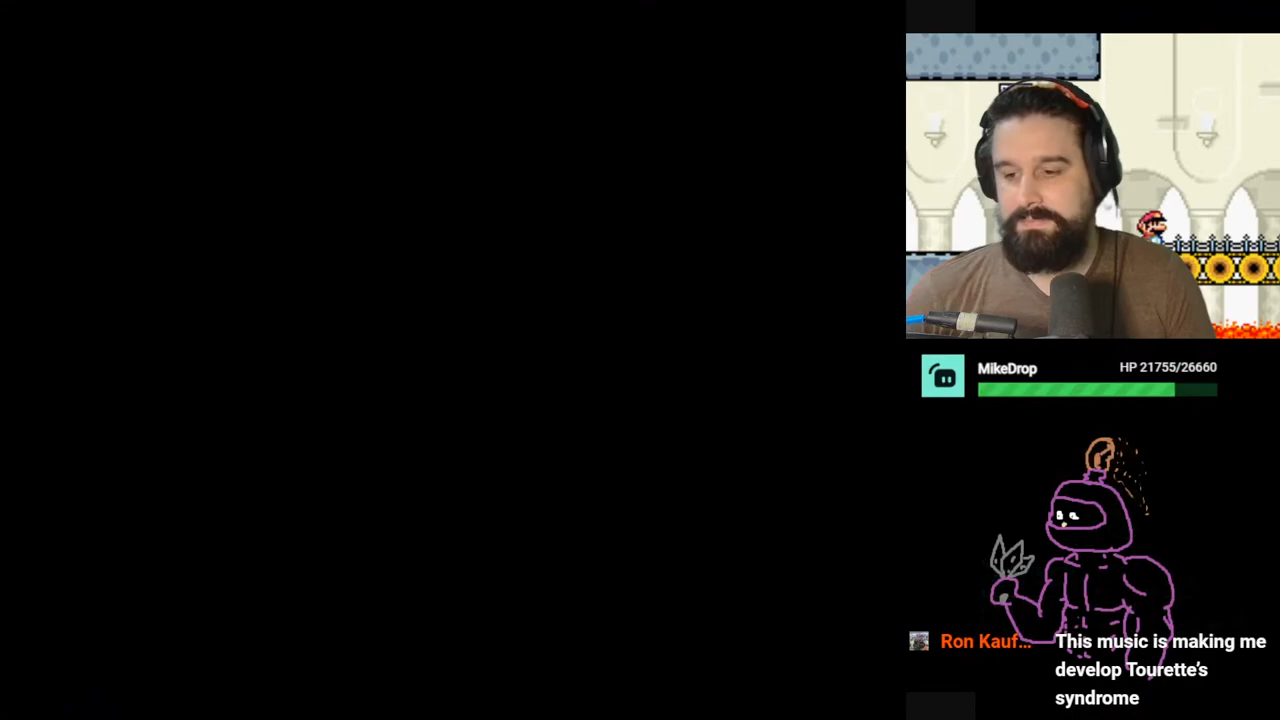 MikeDrop HP 21755/26660
Ron Kauf... This music is making me
develop Tourette's
syndrome